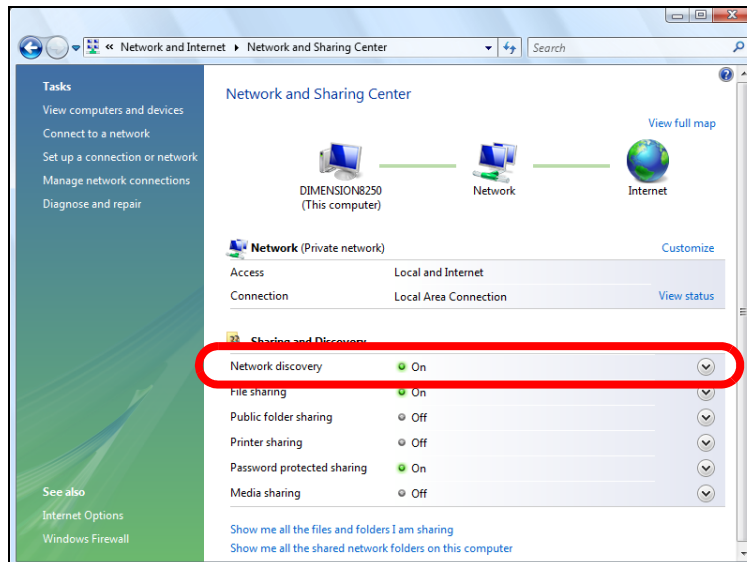 « Network and Internet ▸ Network and Sharing Center
Search
Tasks
View computers and devices
Connect to a network
Set up a connection or network
Manage network connections
Diagnose and repair
See also
Internet Options
Windows Firewall
Network and Sharing Center
View full map
DIMENSION8250
(This computer)
Network
Internet
Network (Private network)
Customize
Access Local and Internet
Connection Local Area Connection View status
Sharing and Discovery
Network discovery On
File sharing On
Public folder sharing Off
Printer sharing Off
Password protected sharing On
Media sharing Off
Show me all the files and folders I am sharing
Show me all the shared network folders on this computer